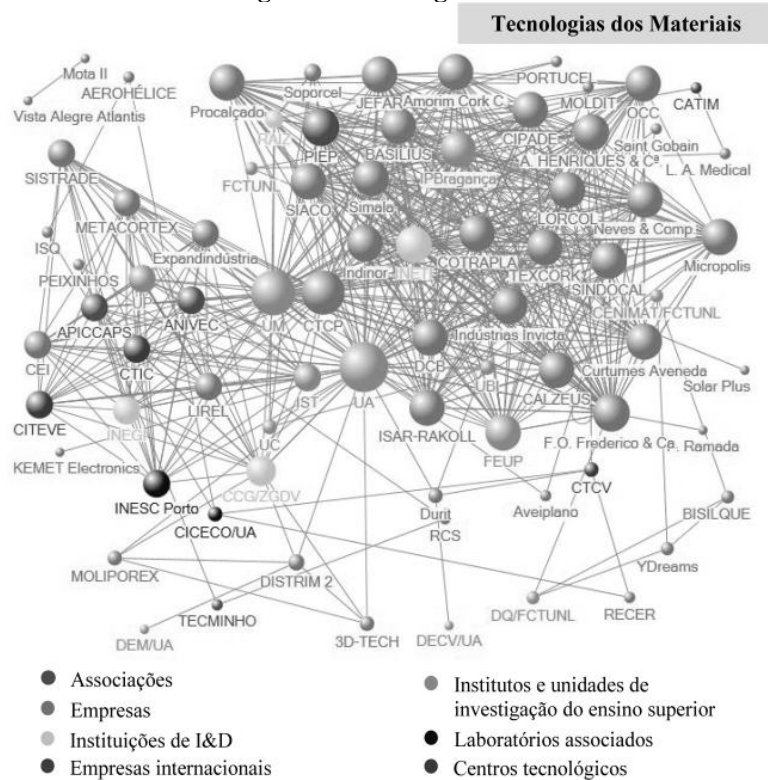 Tecnologias dos Materiais
Mota II
AEROHÉLICE
Vista Alegre Atlantis
Procalçado
Soporcel
JEFAR
Amorim Cork C
PORTUCEL
MOLDIT
OCC
CATIM
RAIZ
PIEP
BASILIUS
CIPADE
Saint Gobain
A. HENRIQUES & Cª
L. A. Medical
SISTRADE
FCTUNL
SIACO
Simala
IPBragança
LORCOL
Neves & Comp.
METACORTEX
ISQ
Expandindústria
Indinor
INETI
COTRAPLA
TEXCORK
SINDOCAL
Micropolis
PEIXINHOS
UP
APICCAPS
ANIVEC
UM
CTCP
Indústrias Invicta
CENIMAT/FCTUNL
CEI
CTIC
LIREL
IST
UA
DCB
UBI
CALZEUS
Curtumes Aveneda
Solar Plus
CITEVE
INEGI
UC
ISAR-RAKOLL
FEUP
F.O. Frederico & Ca
Ramada
KEMET Electronics
INESC Porto
CCG/ZGDV
CTCV
CICECO/UA
Durit
Aveiplano
BISILQUE
RCS
MOLIPOREX
DISTRIM 2
YDreams
TECMINHO
DEM/UA
3D-TECH
DECV/UA
DQ/FCTUNL
RECER
Associações
Empresas
Instituições de I&D
Empresas internacionais
Institutos e unidades de
investigação do ensino superior
Laboratórios associados
Centros tecnológicos